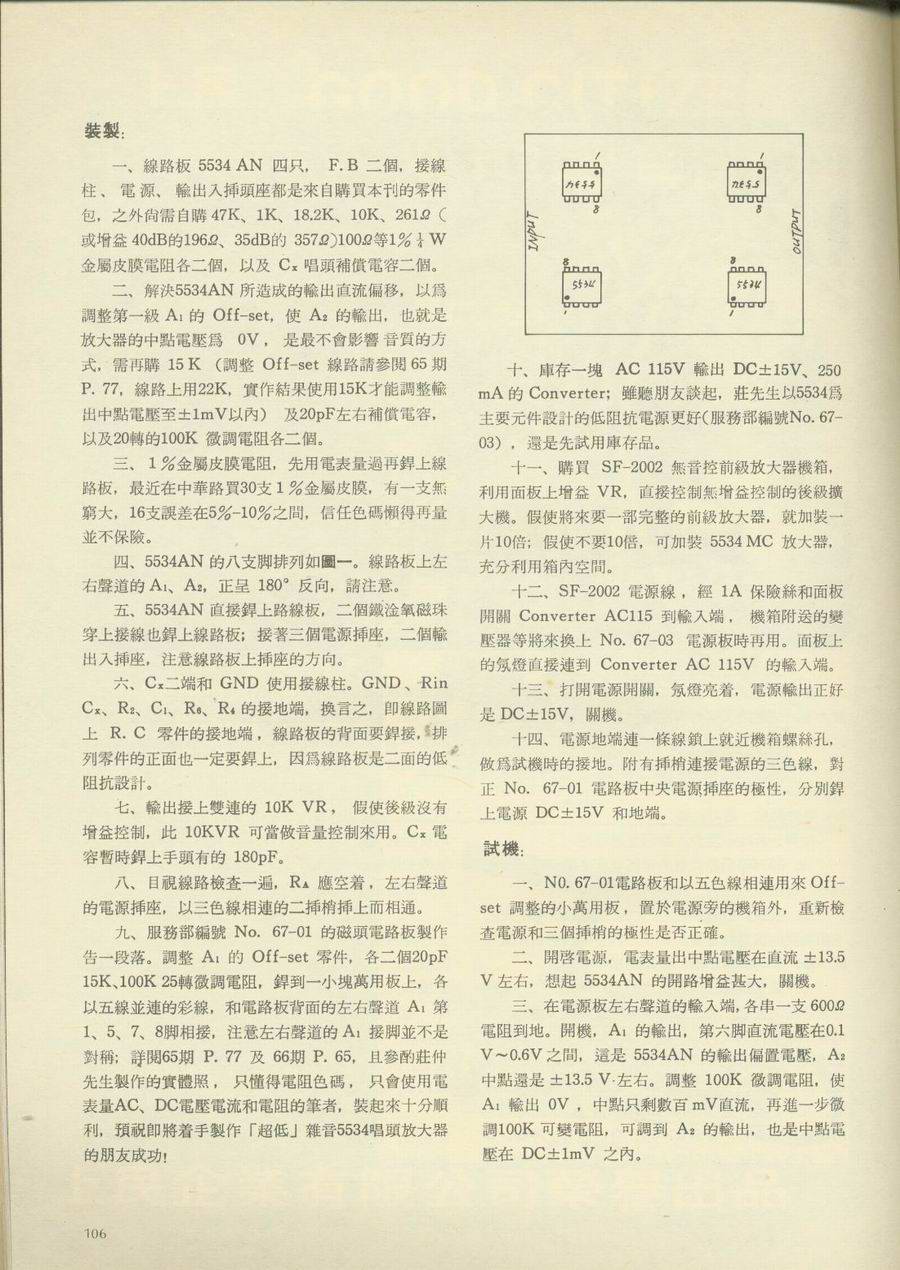 裝製:
一、線路板 5534 AN 四只， F.B 二個，接線
柱、 電 源、 輸出入挿頭座都是來自購買本刊的零件
包，之外尙需自購 47K、1K、18.2K、10K、261Ω（
或增益 40dB的196Ω、35dB的 357Ω)100Ω等1% ¼ W
金屬皮膜電阻各二個，以及 Cx 唱頭補償電容二個。
二、解決5534AN 所造成的輸出直流偏移，以爲
調整第一級 A₁ 的 Off-set，使 A₂ 的輸出，也就是
放大器的中點電壓爲 0V， 是最不會影響 音質的方
式，需再購 15 K （調整 Off-set 線路請參閱 65 期
P. 77，線路上用22K，實作結果使用15K才能調整輸
出中點電壓至±1mV以內） 及20pF左右補償電容，
以及20轉的100K 微調電阻各二個。
三、 1 %金屬皮膜電阻，先用電表量過再銲上線
路板，最近在中華路買30支 1 %金屬皮膜，有一支無
窮大，16支誤差在5%-10%之間，信任色碼懶得再量
並不保險。
四、5534AN 的八支脚排列如圖一。線路板上左
右聲道的 A₁、A₂，正呈 180° 反向，請注意。
五、5534AN 直接銲上路線板，二個鐵淦氧磁珠
穿上接線也銲上線路板；接著三個電源挿座，二個輸
出入挿座，注意線路板上挿座的方向。
六、Cx二端和 GND 使用接線柱。GND、Rin
Cx、R₂、C₁、R₆、R₄ 的接地端，換言之，卽線路圖
上 R. C 零件的接地端，線路板的背面要銲接，排
列零件的正面也一定要銲上，因爲線路板是二面的低
阻抗設計。
七、輸出接上雙連的 10K VR， 假使後級沒有
增益控制，此 10KVR 可當做音量控制來用。Cx 電
容暫時銲上手頭有的 180pF。
八、目視線路檢查一遍，RA 應空着，左右聲道
的電源挿座，以三色線相連的二挿梢挿上而相通。
九、服務部編號 No. 67-01 的磁頭電路板製作
告一段落。調整 A₁ 的 Off-set 零件，各二個20pF
15K、100K 25轉微調電阻，銲到一小塊萬用板上，各
以五線並連的彩線，和電路板背面的左右聲道 A₁ 第
1、5、7、8脚相接，注意左右聲道的 A₁ 接脚並不是
對稱；詳閱65期 P. 77 及 66期 P. 65，且參酌莊仲
先生製作的實體照， 只懂得電阻色碼， 只會使用電
表量AC、DC電壓電流和電阻的筆者，裝起來十分順
利，預祝卽將着手製作「超低」雜音5534唱頭放大器
的朋友成功!
1
1
8
8
INPUT
OUTPUT
8
8
5534
5534
1
1
十、庫存一塊 AC 115V 輸出 DC±15V、250
mA 的 Converter；雖聽朋友談起，莊先生以5534爲
主要元件設計的低阻抗電源更好(服務部編號No. 67-
03) ，還是先試用庫存品。
十一、購買 SF-2002 無音控前級放大器機箱，
利用面板上增益 VR，直接控制無增益控制的後級擴
大機。假使將來要一部完整的前級放大器，就加裝一
片10倍；假使不要10倍，可加裝 5534 MC 放大器，
充分利用箱內空間。
十二、SF-2002 電源線 ，經 1A 保險絲和面板
開關 Converter AC115 到輸入端， 機箱附送的變
壓器等將來換上 No. 67-03 電源板時再用。面板上
的氖燈直接連到 Converter AC 115V 的輸入端。
十三、打開電源開關，氖燈亮着，電源輸出正好
是 DC±15V，關機。
十四、電源地端連一條線鎖上就近機箱螺絲孔，
做爲試機時的接地。附有挿梢連接電源的三色線，對
正 No. 67-01 電路板中央電源挿座的極性，分別銲
上電源 DC±15V 和地端。
試機:
一、N0. 67-01電路板和以五色線相連用來 Off-
set 調整的小萬用板，置於電源旁的機箱外，重新檢
查電源和三個挿梢的極性是否正確。
二、開啓電源，電表量出中點電壓在直流 ±13.5
V 左右，想起 5534AN 的開路增益甚大，關機。
三、在電源板左右聲道的輸入端，各串一支 600Ω
電阻到地。開機，A₁ 的輸出，第六脚直流電壓在0.1
V～0.6V 之間，這是 5534AN 的輸出偏置電壓，A₂
中點還是 ±13.5 V 左右。調整 100K 微調電阻，使
A₁ 輸出 0V ，中點只剩數百 mV直流，再進一步微
調100K 可變電阻，可調到 A₂ 的輸出，也是中點電
壓在 DC±1mV 之內。
106